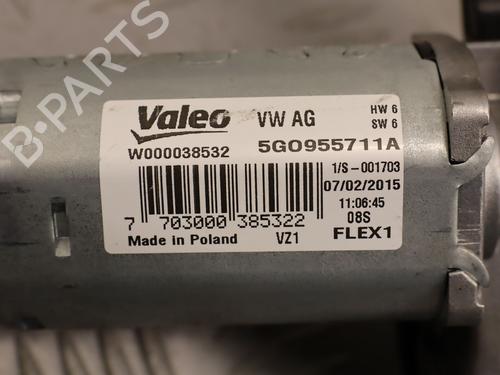 B-PARTS
Valeo VW AG HW 6
SW 6
W000038532 5G0955711A
1/S-001703
07/02/2015
11:06:45
7 703000 385322 08S
Made in Poland VZ1 FLEX1